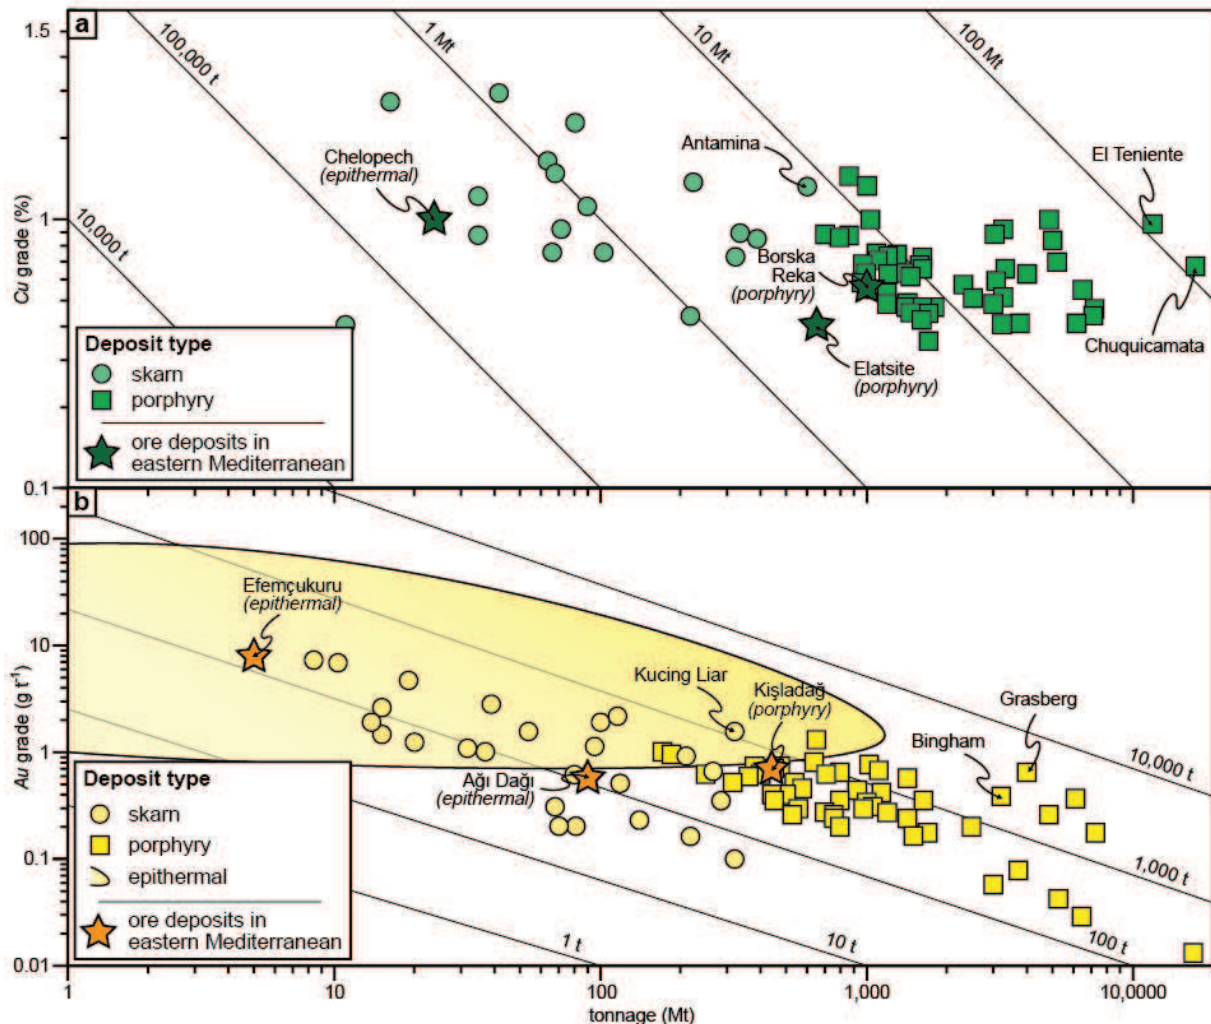 a
1.5
1
0.1
Cu grade (%)
100,000 t
1 Mt
10 Mt
100 Mt
10,000 t
Chelopech
(epithermal)
Antamina
El Teniente
Borska
Reka
(porphyry)
Elatsite
(porphyry)
Chuquicamata
Deposit type
skarn
porphyry
ore deposits in
eastern Mediterranean
b
100
10
1
0.1
0.01
Au grade (g t-1)
Efemçukuru
(epithermal)
Kucing Liar
Kişladağ
(porphyry)
Grasberg
Bingham
Ağı Dağı
(epithermal)
10,000 t
1,000 t
100 t
10 t
1 t
Deposit type
skarn
porphyry
epithermal
ore deposits in
eastern Mediterranean
1
10
100
1,000
10,0000
tonnage (Mt)